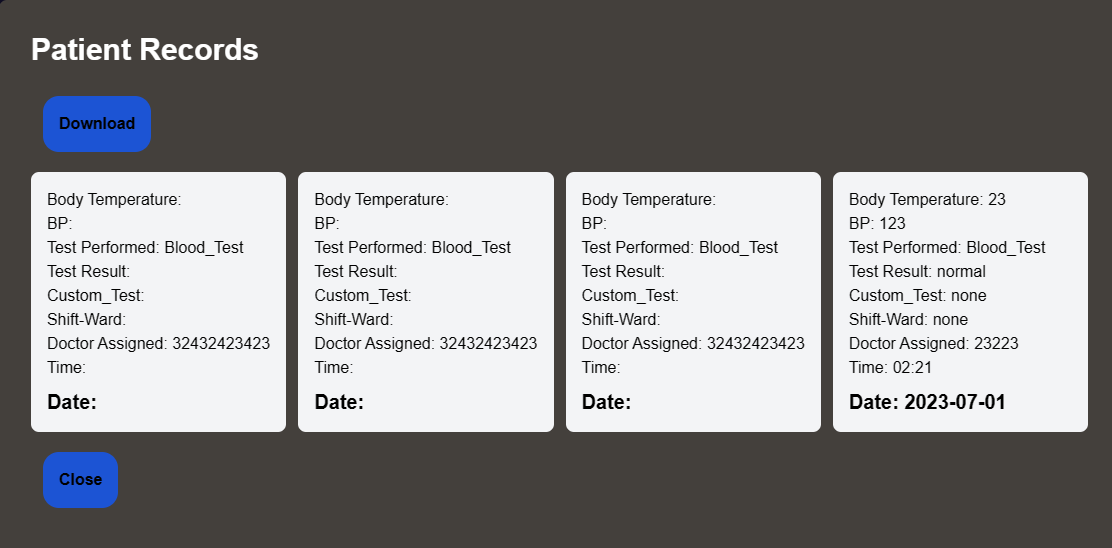 Patient Records
Download
Body Temperature:
BP:
Test Performed: Blood_Test
Test Result:
Custom_Test:
Shift-Ward:
Doctor Assigned: 32432423423
Time:
Date:
Body Temperature:
BP:
Test Performed: Blood_Test
Test Result:
Custom_Test:
Shift-Ward:
Doctor Assigned: 32432423423
Time:
Date:
Body Temperature:
BP:
Test Performed: Blood_Test
Test Result:
Custom_Test:
Shift-Ward:
Doctor Assigned: 32432423423
Time:
Date:
Body Temperature: 23
BP: 123
Test Performed: Blood_Test
Test Result: normal
Custom_Test: none
Shift-Ward: none
Doctor Assigned: 23223
Time: 02:21
Date: 2023-07-01
Close